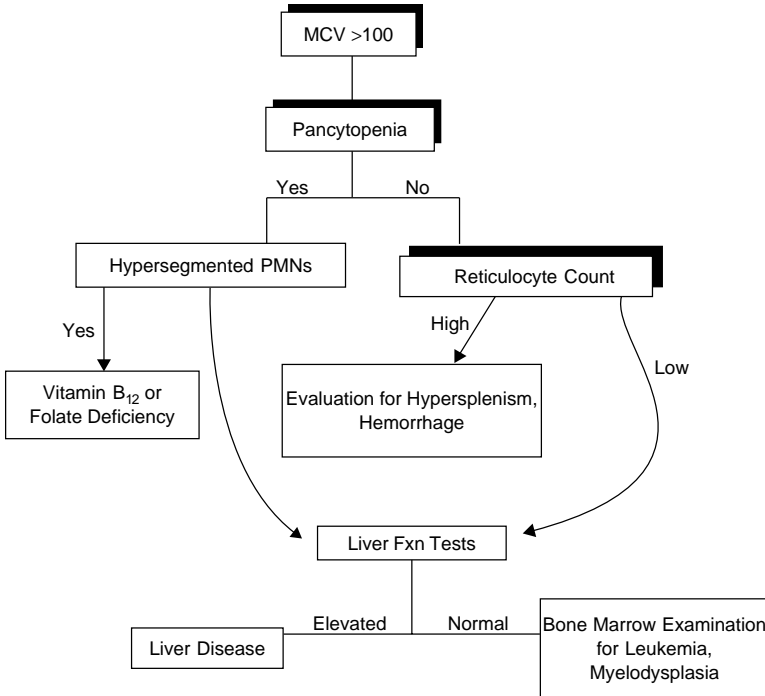 MCV >100
Pancytopenia
Yes
No
Hypersegmented PMNs
Reticulocyte Count
Yes
High
Low
Vitamin B12 or
Folate Deficiency
Evaluation for Hypersplenism,
Hemorrhage
Liver Fxn Tests
Elevated
Normal
Liver Disease
Bone Marrow Examination
for Leukemia,
Myelodysplasia